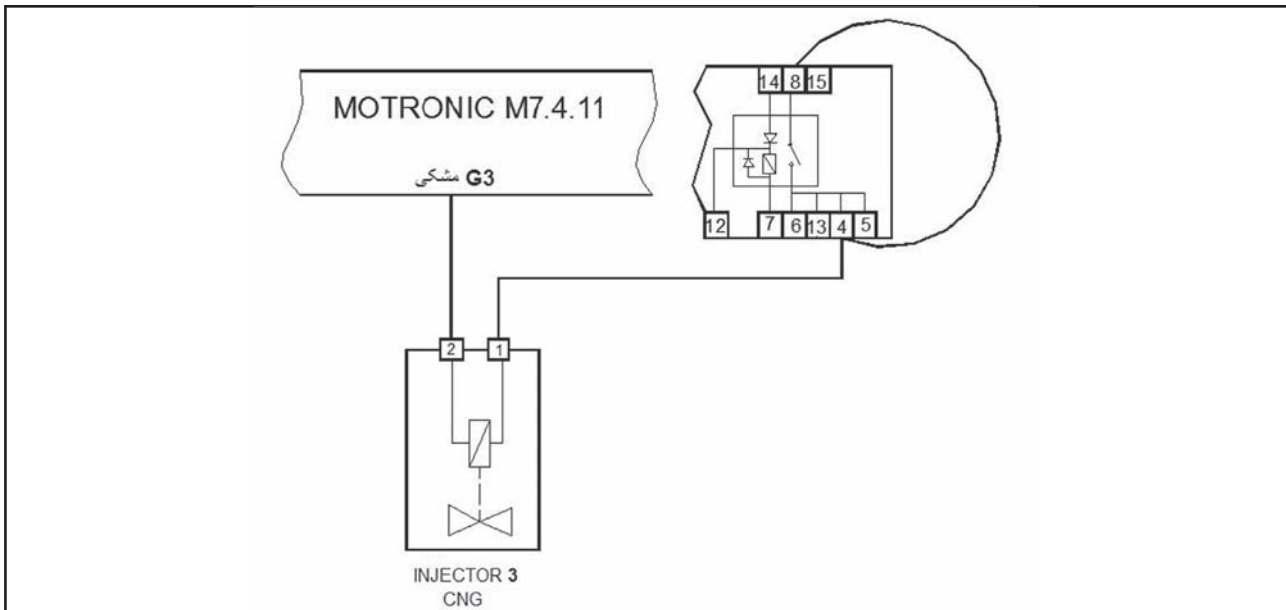 MOTRONIC M7.4.11
مشکی G3
14 8 15
12 7 6 13 4 5
2 1
INJECTOR 3
CNG